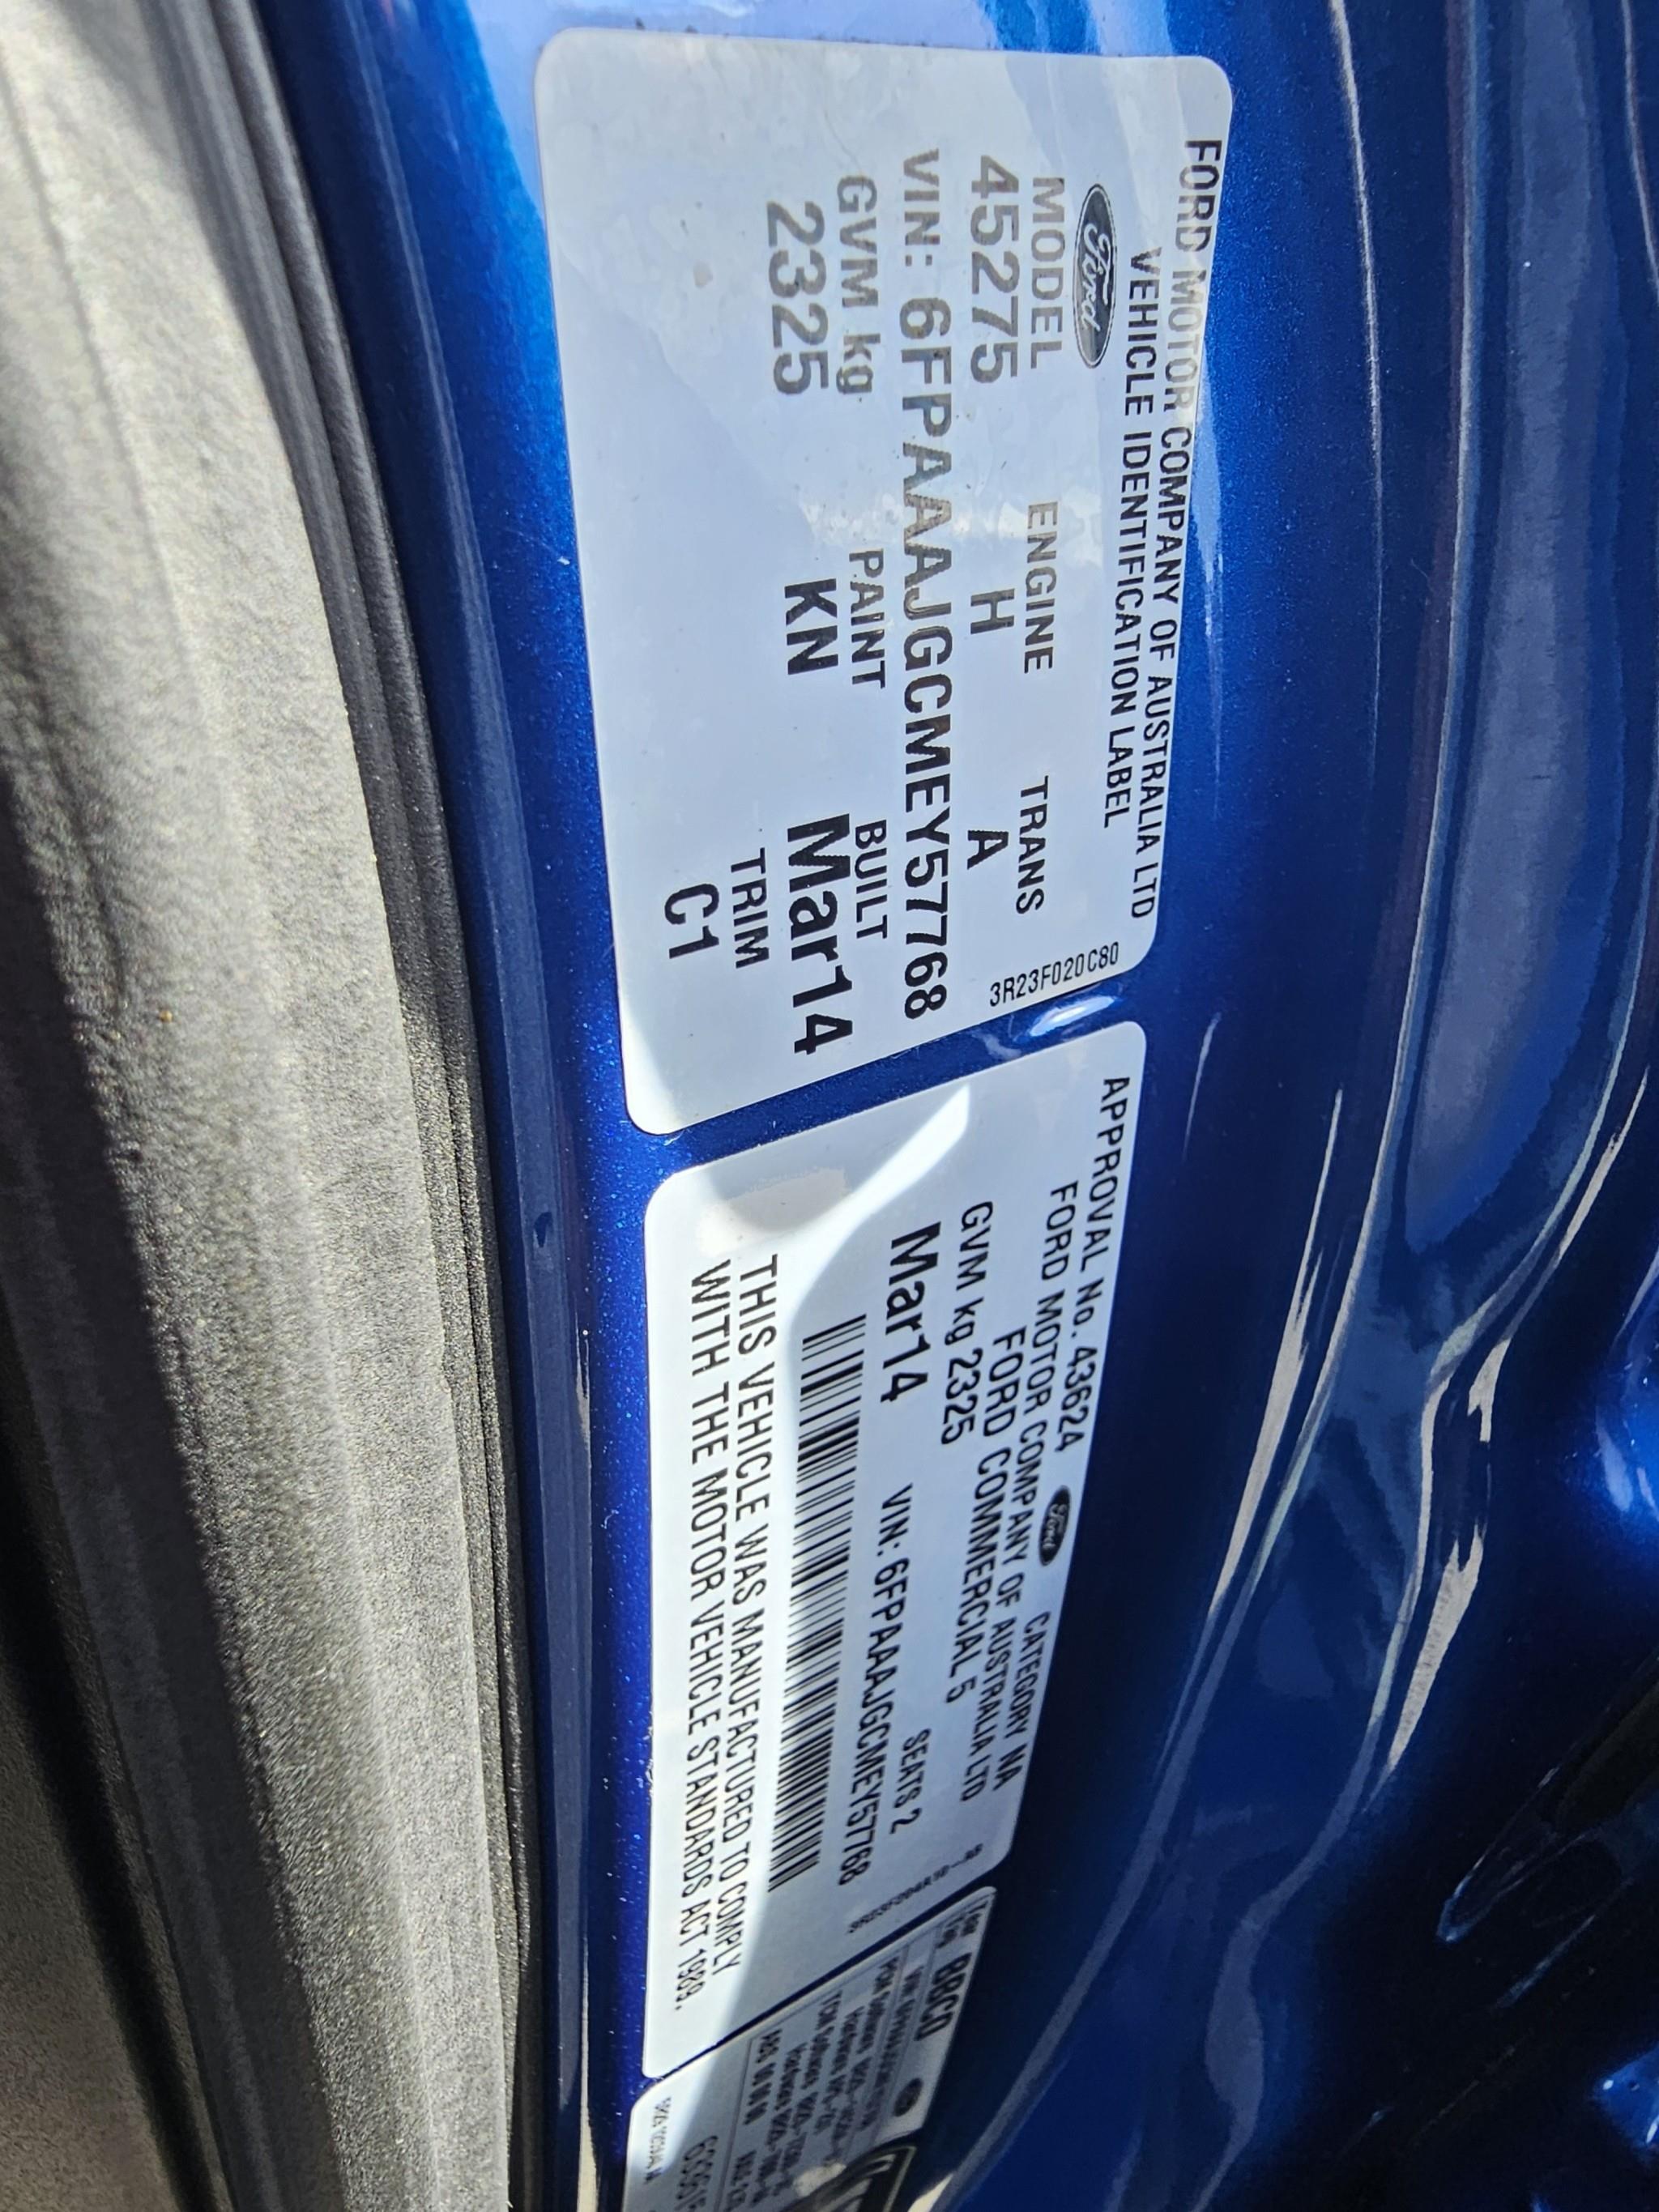 FORD MOTOR COMPANY OF AUSTRALIA LTD
VEHICLE IDENTIFICATION LABEL
Ford
MODEL ENGINE TRANS
45275 H A
3R23F020C80
VIN: 6FPAAAJGCMEY57768
GVM kg PAINT BUILT
2325 KN Mar14
TRIM
C1
APPROVAL No. 43624 Ford CATEGORY NA
FORD MOTOR COMPANY OF AUSTRALIA LTD
FORD COMMERCIAL 5
GVM kg 2325 SEATS 2
Mar14 VIN: 6FPAAAJGCMEY57768
THIS VEHICLE WAS MANUFACTURED TO COMPLY
WITH THE MOTOR VEHICLE STANDARDS ACT 1989.